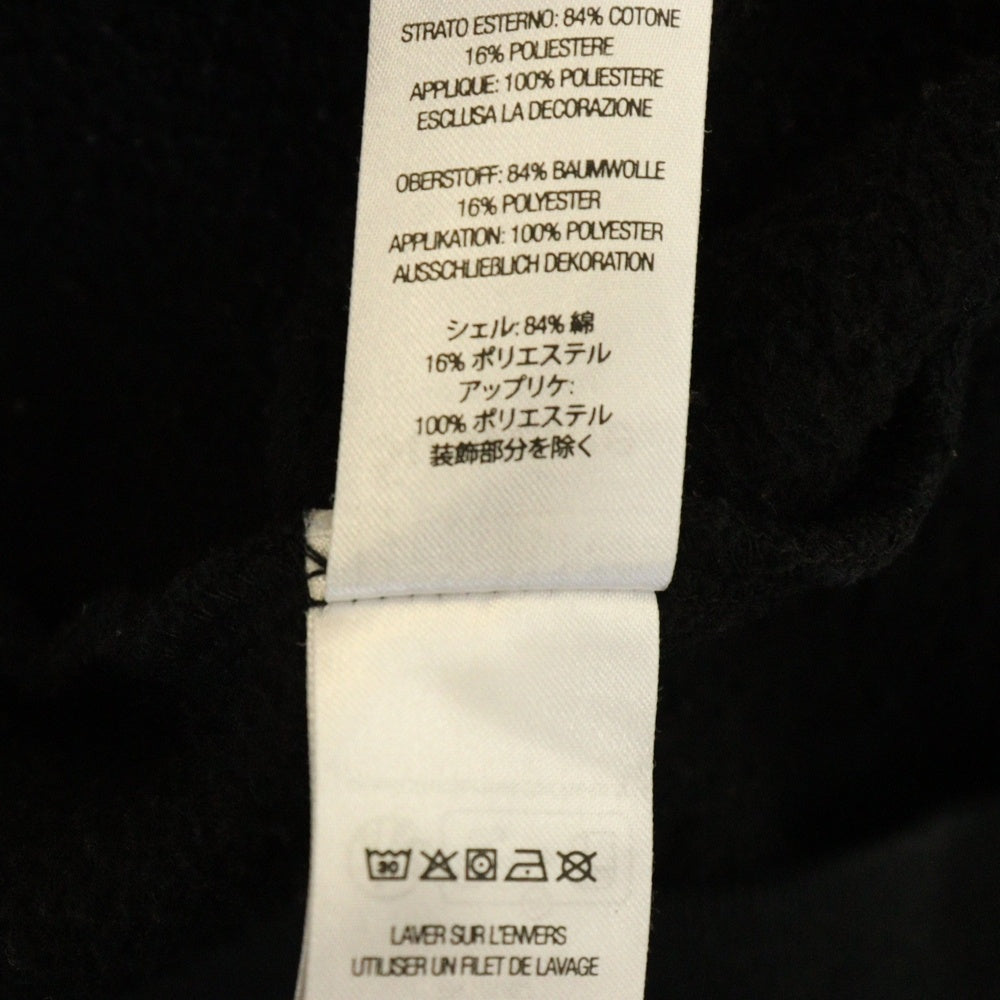 STRATO ESTERNO: 84% COTONE
16% POLIESTERE
APPLIQUE: 100% POLIESTERE
ESCLUSA LA DECORAZIONE
OBERSTOFF: 84% BAUMWOLLE
16% POLYESTER
APPLIKATION: 100% POLYESTER
AUSSCHLIEBLICH DEKORATION
シェル: 84% 綿
16% ポリエステル
アップリケ:
100% ポリエステル
装飾部分を除く
30
LAVER SUR L'ENVERS
UTILISER UN FILET DE LAVAGE